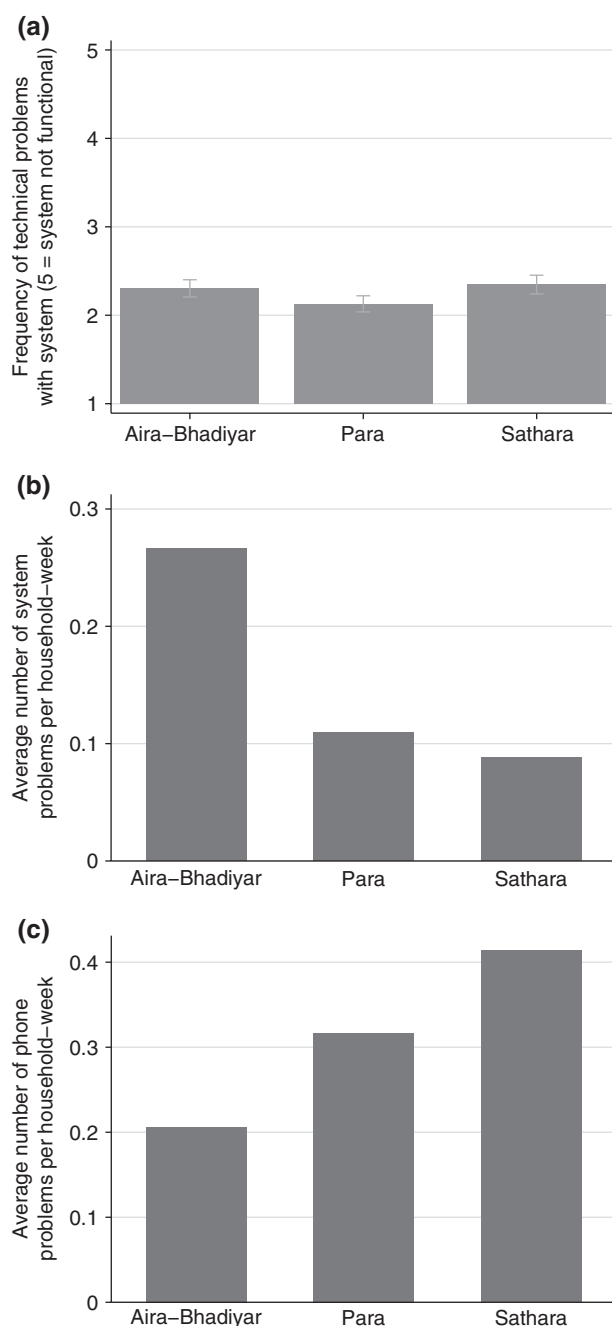 (a)
Frequency of technical problems
with system (5 = system not functional)
5
4
3
2
1
Aira–Bhadiyar Para Sathara
(b)
Average number of system
problems per household–week
0.3
0.2
0.1
0
Aira–Bhadiyar Para Sathara
(c)
Average number of phone
problems per household–week
0.4
0.3
0.2
0.1
0
Aira–Bhadiyar Para Sathara